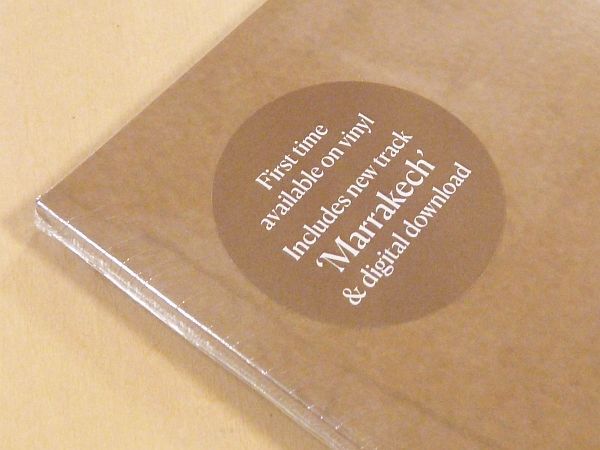 First time
available on vinyl
Includes new track
‘Marrakech’
& digital download